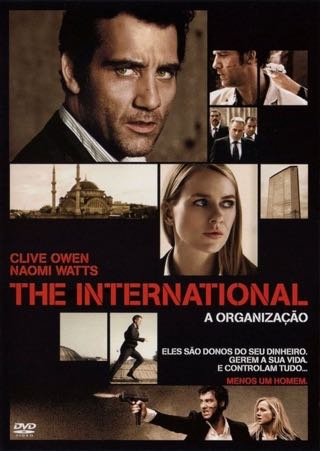 CLIVE OWEN
NAOMI WATTS
THE INTERNATIONAL
A ORGANIZAÇÃO
ELES SÃO DONOS DO SEU DINHEIRO.
GEREM A SUA VIDA.
E CONTROLAM TUDO...
MENOS UM HOMEM.
DVD
VIDEO